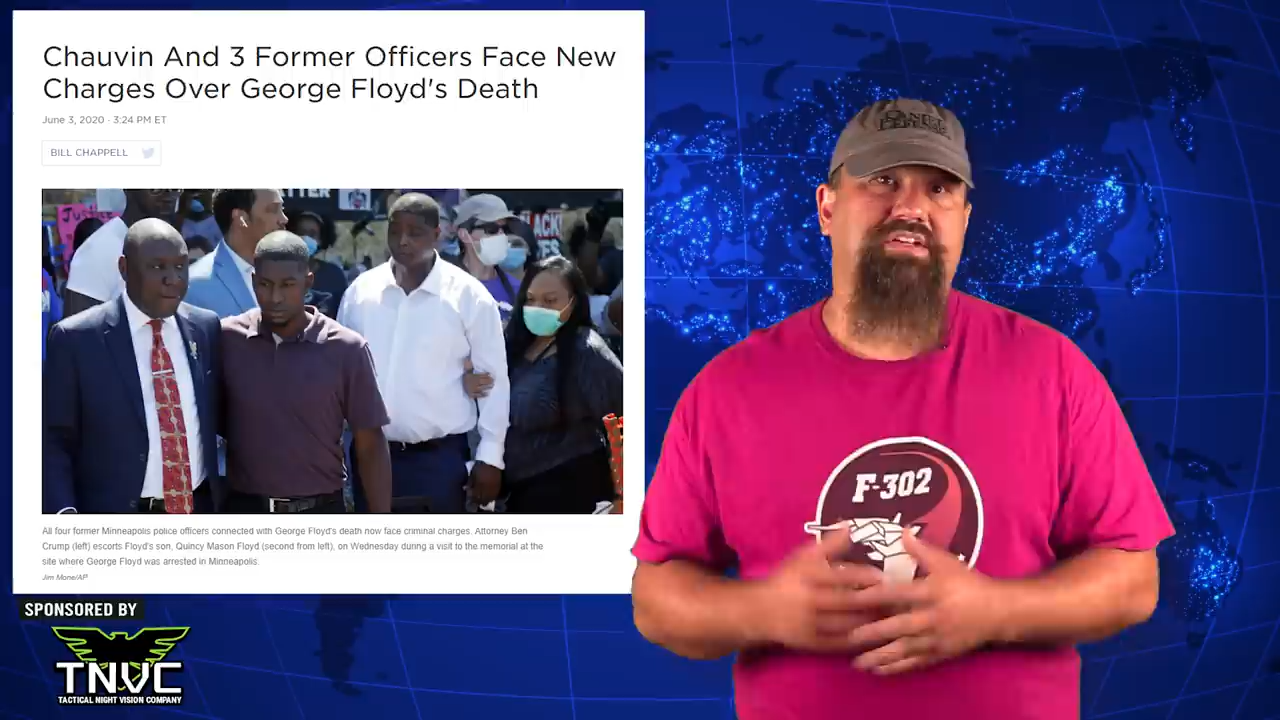 Chauvin And 3 Former Officers Face New
Charges Over George Floyd's Death
June 3, 2020 · 3:24 PM ET
BILL CHAPPELL
Justice
All four former Minneapolis police officers connected with George Floyd's death now face criminal charges. Attorney Ben
Crump (left) escorts Floyd's son, Quincy Mason Floyd (second from left), on Wednesday during a visit to the memorial at the
site where George Floyd was arrested in Minneapolis.
Jim Mone/AP
F-302
SPONSORED BY
TNVC
TACTICAL NIGHT VISION COMPANY